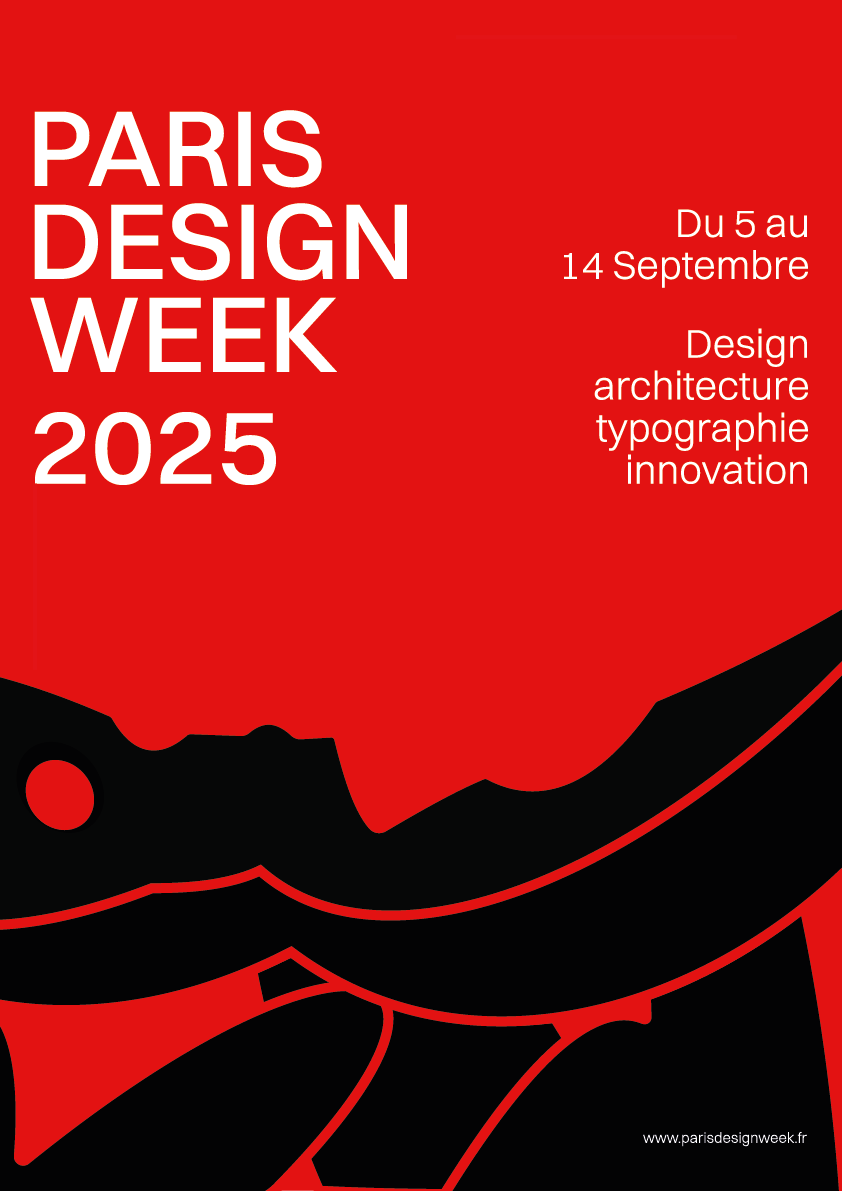 PARIS
DESIGN
WEEK
2025
Du 5 au
14 Septembre
Design
architecture
typographie
innovation
www.parisdesignweek.fr